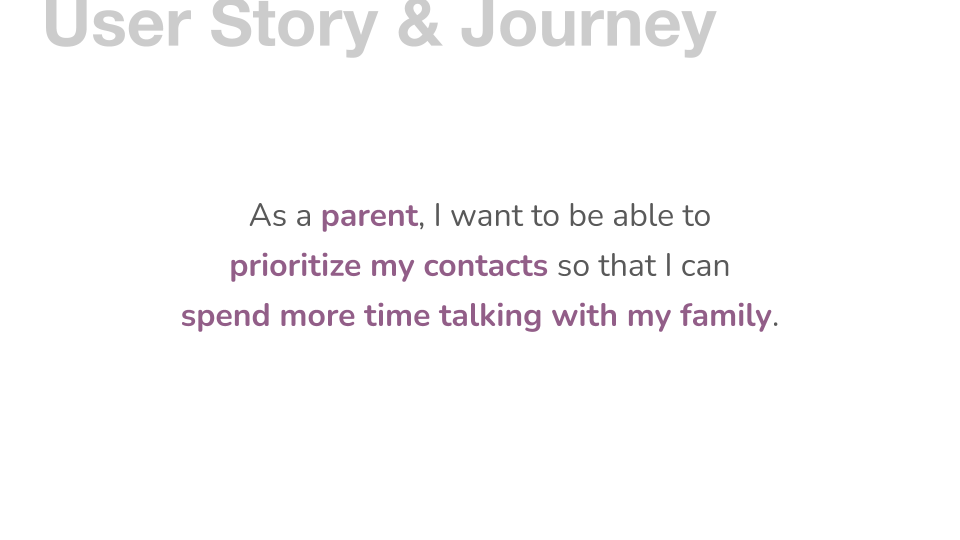 User Story & Journey
As a parent, I want to be able to
prioritize my contacts so that I can
spend more time talking with my family.